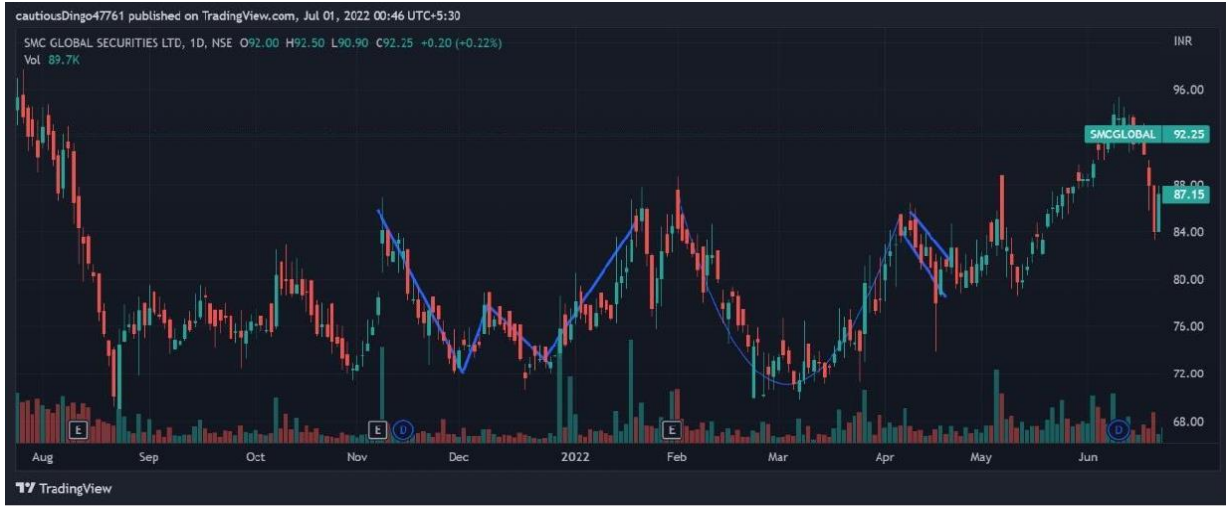 cautiousDingo47761 published on TradingView.com, Jul 01, 2022 00:46 UTC+5:30
SMC GLOBAL SECURITIES LTD, 1D, NSE O92.00 H92.50 L90.90 C92.25 +0.20 (+0.22%)
INR
Vol 89.7K
96.00
SMCGLOBAL 92.25
88.00
87.15
84.00
80.00
76.00
72.00
68.00
E E D E D
Aug Sep Oct Nov Dec 2022 Feb Mar Apr May Jun
TradingView